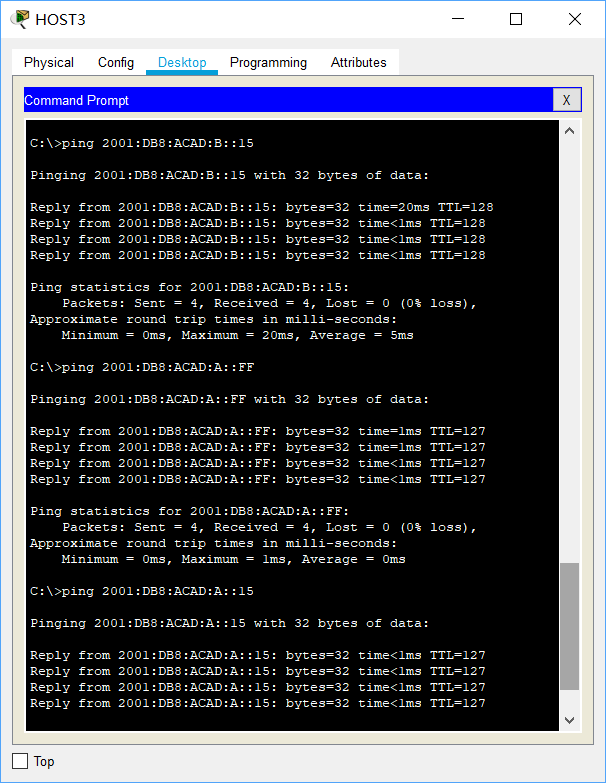 HOST3
Physical Config Desktop Programming Attributes
Command Prompt X
C:\>ping 2001:DB8:ACAD:B::15
Pinging 2001:DB8:ACAD:B::15 with 32 bytes of data:
Reply from 2001:DB8:ACAD:B::15: bytes=32 time=20ms TTL=128
Reply from 2001:DB8:ACAD:B::15: bytes=32 time<1ms TTL=128
Reply from 2001:DB8:ACAD:B::15: bytes=32 time<1ms TTL=128
Reply from 2001:DB8:ACAD:B::15: bytes=32 time<1ms TTL=128
Ping statistics for 2001:DB8:ACAD:B::15:
Packets: Sent = 4, Received = 4, Lost = 0 (0% loss),
Approximate round trip times in milli-seconds:
Minimum = 0ms, Maximum = 20ms, Average = 5ms
C:\>ping 2001:DB8:ACAD:A::FF
Pinging 2001:DB8:ACAD:A::FF with 32 bytes of data:
Reply from 2001:DB8:ACAD:A::FF: bytes=32 time=1ms TTL=127
Reply from 2001:DB8:ACAD:A::FF: bytes=32 time=1ms TTL=127
Reply from 2001:DB8:ACAD:A::FF: bytes=32 time<1ms TTL=127
Reply from 2001:DB8:ACAD:A::FF: bytes=32 time<1ms TTL=127
Ping statistics for 2001:DB8:ACAD:A::FF:
Packets: Sent = 4, Received = 4, Lost = 0 (0% loss),
Approximate round trip times in milli-seconds:
Minimum = 0ms, Maximum = 1ms, Average = 0ms
C:\>ping 2001:DB8:ACAD:A::15
Pinging 2001:DB8:ACAD:A::15 with 32 bytes of data:
Reply from 2001:DB8:ACAD:A::15: bytes=32 time<1ms TTL=127
Reply from 2001:DB8:ACAD:A::15: bytes=32 time<1ms TTL=127
Reply from 2001:DB8:ACAD:A::15: bytes=32 time<1ms TTL=127
Reply from 2001:DB8:ACAD:A::15: bytes=32 time<1ms TTL=127
Top